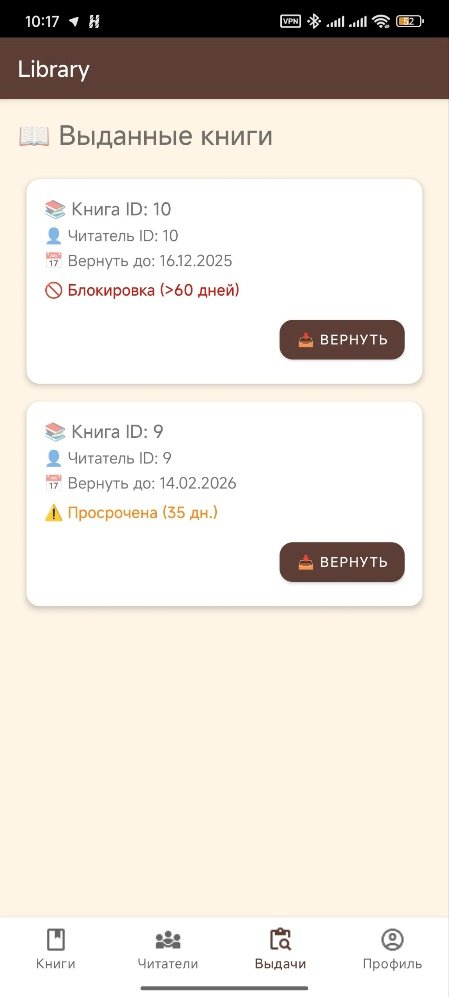 10:17
VPN
52
Library
📖 Выданные книги
📚 Книга ID: 10
👤 Читатель ID: 10
📅 Вернуть до: 16.12.2025
🚫 Блокировка (>60 дней)
📥 ВЕРНУТЬ
📚 Книга ID: 9
👤 Читатель ID: 9
📅 Вернуть до: 14.02.2026
⚠️ Просрочена (35 дн.)
📥 ВЕРНУТЬ
Книги Читатели Выдачи Профиль